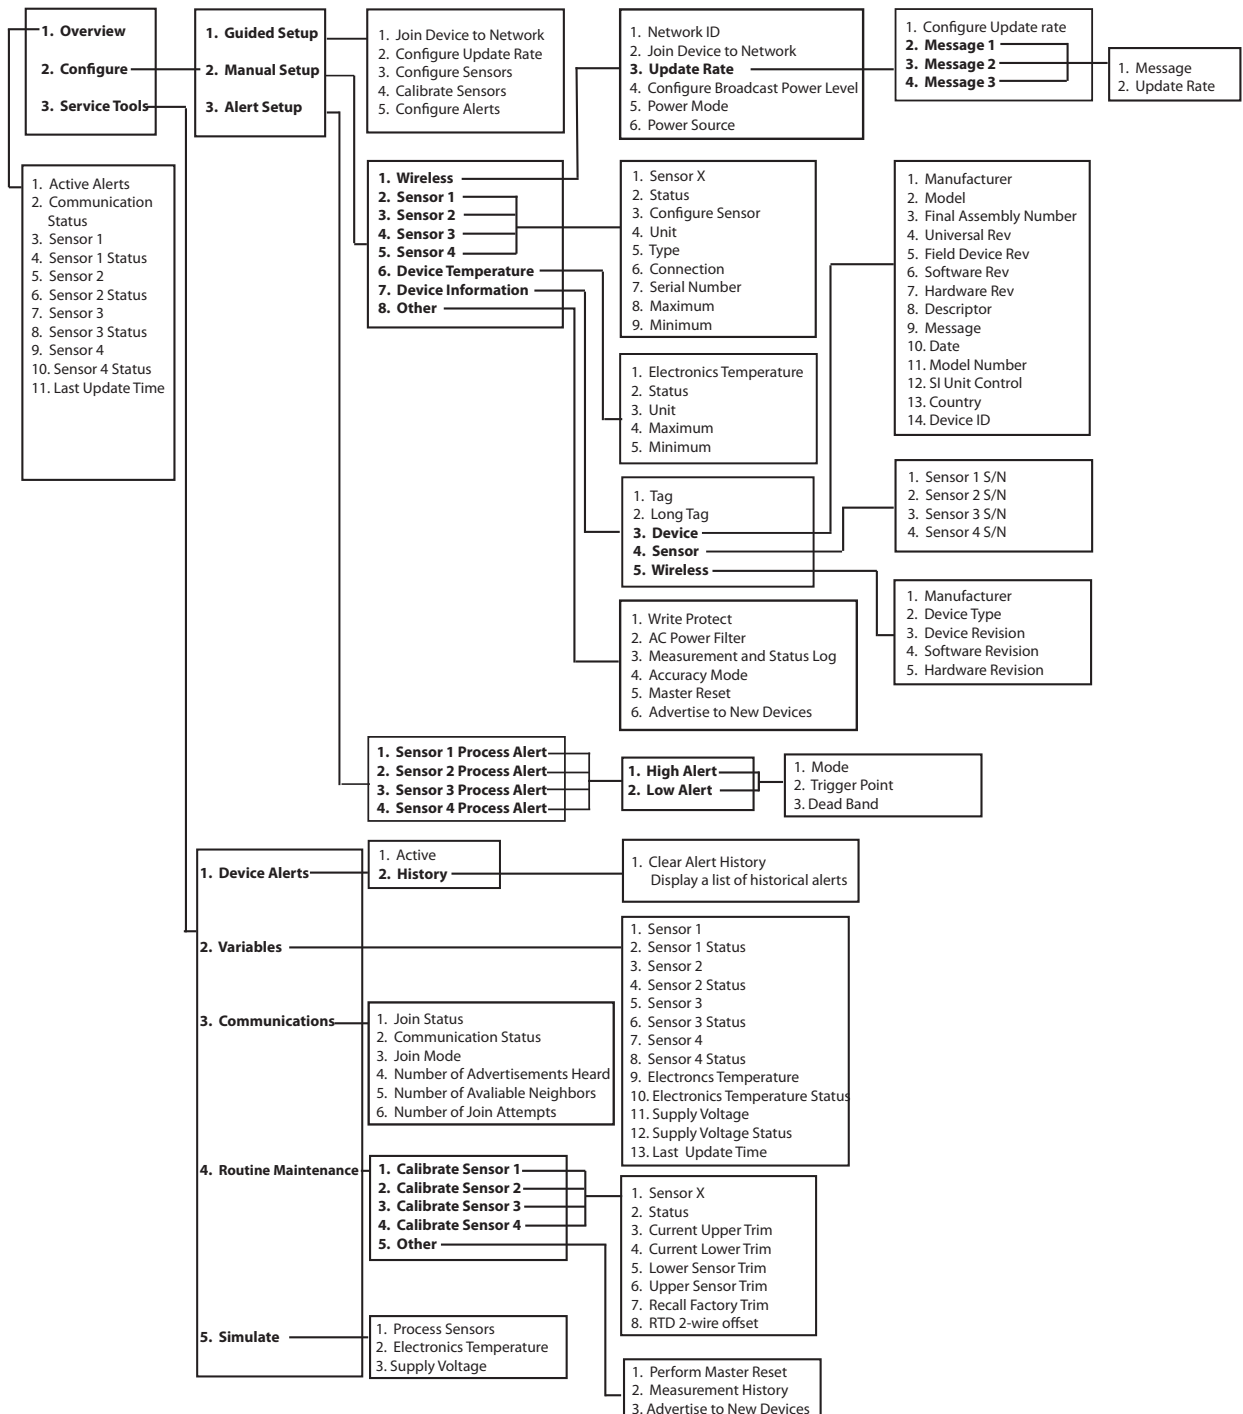 1. Overview
2. Configure
3. Service Tools
1. Active Alerts
2. Communication
Status
3. Sensor 1
4. Sensor 1 Status
5. Sensor 2
6. Sensor 2 Status
7. Sensor 3
8. Sensor 3 Status
9. Sensor 4
10. Sensor 4 Status
11. Last Update Time
1. Guided Setup
2. Manual Setup
3. Alert Setup
1. Join Device to Network
2. Configure Update Rate
3. Configure Sensors
4. Calibrate Sensors
5. Configure Alerts
1. Network ID
2. Join Device to Network
3. Update Rate
4. Configure Broadcast Power Level
5. Power Mode
6. Power Source
1. Configure Update rate
2. Message 1
3. Message 2
4. Message 3
1. Message
2. Update Rate
1. Wireless
2. Sensor 1
3. Sensor 2
4. Sensor 3
5. Sensor 4
6. Device Temperature
7. Device Information
8. Other
1. Sensor X
2. Status
3. Configure Sensor
4. Unit
5. Type
6. Connection
7. Serial Number
8. Maximum
9. Minimum
1. Manufacturer
2. Model
3. Final Assembly Number
4. Universal Rev
5. Field Device Rev
6. Software Rev
7. Hardware Rev
8. Descriptor
9. Message
10. Date
11. Model Number
12. SI Unit Control
13. Country
14. Device ID
1. Electronics Temperature
2. Status
3. Unit
4. Maximum
5. Minimum
1. Tag
2. Long Tag
3. Device
4. Sensor
5. Wireless
1. Sensor 1 S/N
2. Sensor 2 S/N
3. Sensor 3 S/N
4. Sensor 4 S/N
1. Manufacturer
2. Device Type
3. Device Revision
4. Software Revision
5. Hardware Revision
1. Write Protect
2. AC Power Filter
3. Measurement and Status Log
4. Accuracy Mode
5. Master Reset
6. Advertise to New Devices
1. Sensor 1 Process Alert
2. Sensor 2 Process Alert
3. Sensor 3 Process Alert
4. Sensor 4 Process Alert
1. High Alert
2. Low Alert
1. Mode
2. Trigger Point
3. Dead Band
1. Device Alerts
2. Variables
3. Communications
4. Routine Maintenance
5. Simulate
1. Active
2. History
1. Clear Alert History
Display a list of historical alerts
1. Sensor 1
2. Sensor 1 Status
3. Sensor 2
4. Sensor 2 Status
5. Sensor 3
6. Sensor 3 Status
7. Sensor 4
8. Sensor 4 Status
9. Electroncs Temperature
10. Electronics Temperature Status
11. Supply Voltage
12. Supply Voltage Status
13. Last Update Time
1. Join Status
2. Communication Status
3. Join Mode
4. Number of Advertisements Heard
5. Number of Avaliable Neighbors
6. Number of Join Attempts
1. Calibrate Sensor 1
2. Calibrate Sensor 2
3. Calibrate Sensor 3
4. Calibrate Sensor 4
5. Other
1. Sensor X
2. Status
3. Current Upper Trim
4. Current Lower Trim
5. Lower Sensor Trim
6. Upper Sensor Trim
7. Recall Factory Trim
8. RTD 2-wire offset
1. Process Sensors
2. Electronics Temperature
3. Supply Voltage
1. Perform Master Reset
2. Measurement History
3. Advertise to New Devices